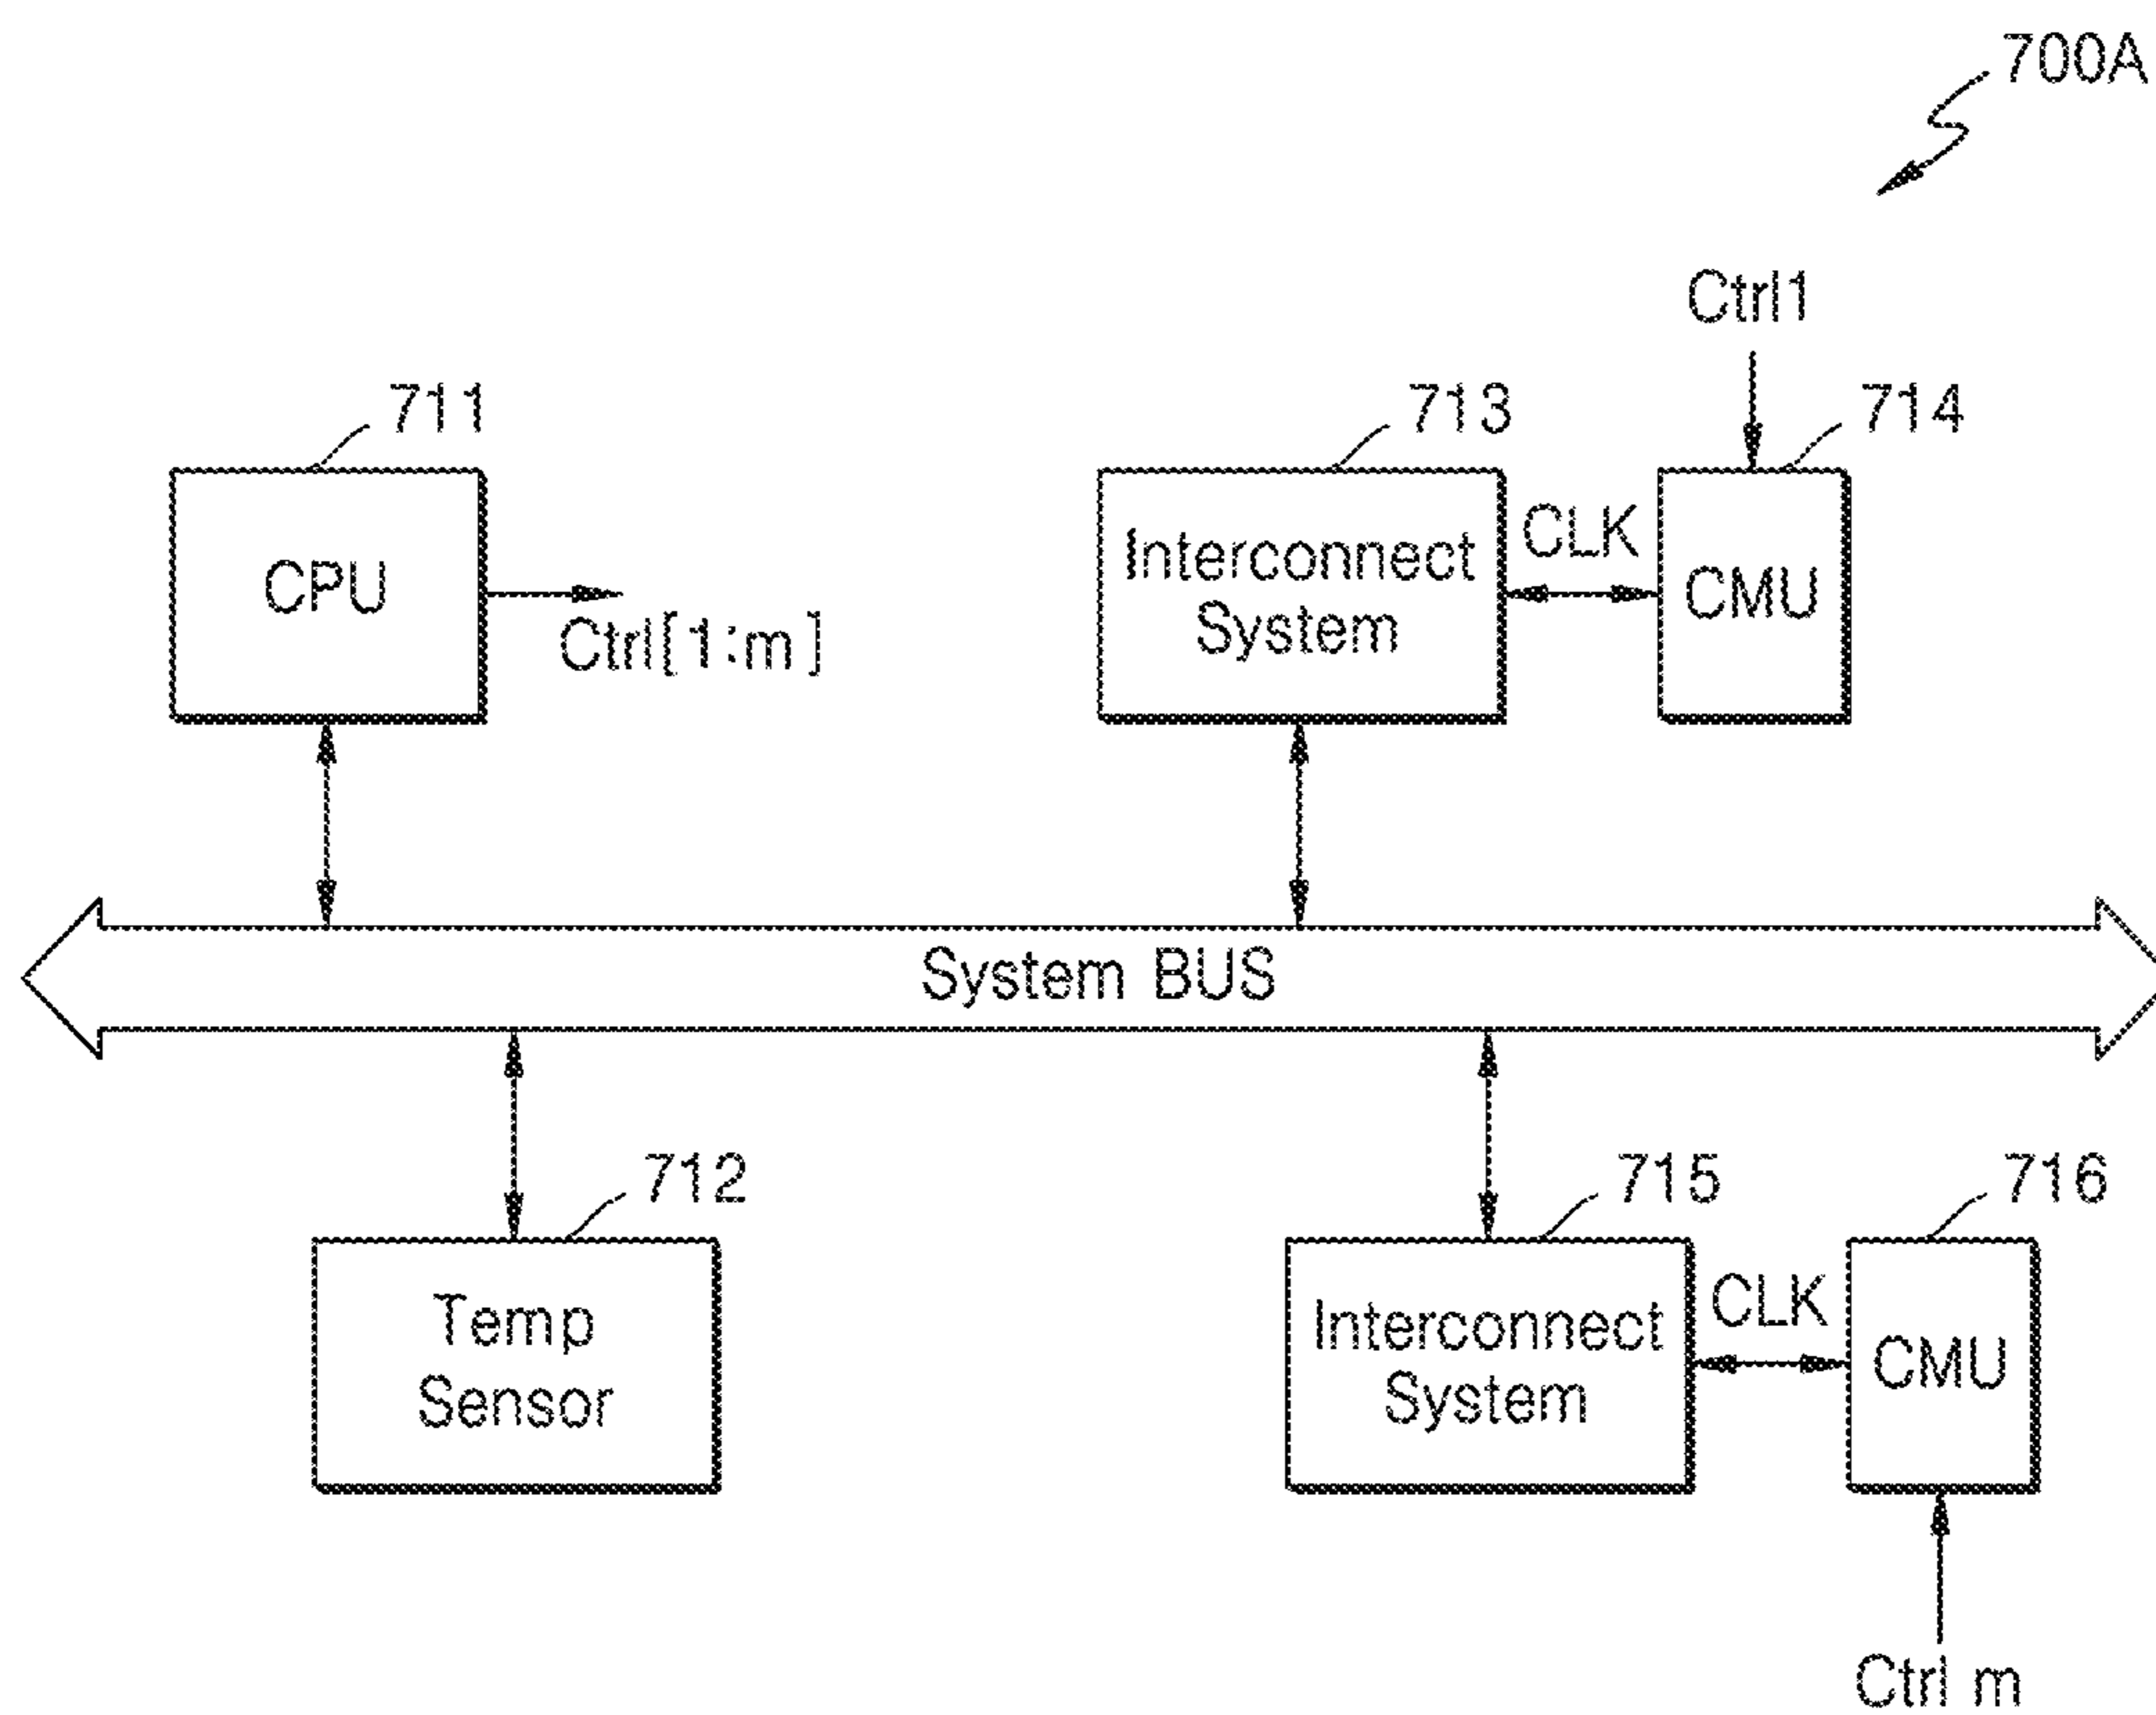 700A
Ctrl1
711
713
714
CPU
Ctrl[1:m]
Interconnect
System
CLK
CMU
System BUS
712
715
716
Temp
Sensor
Interconnect
System
CLK
CMU
Ctrl m